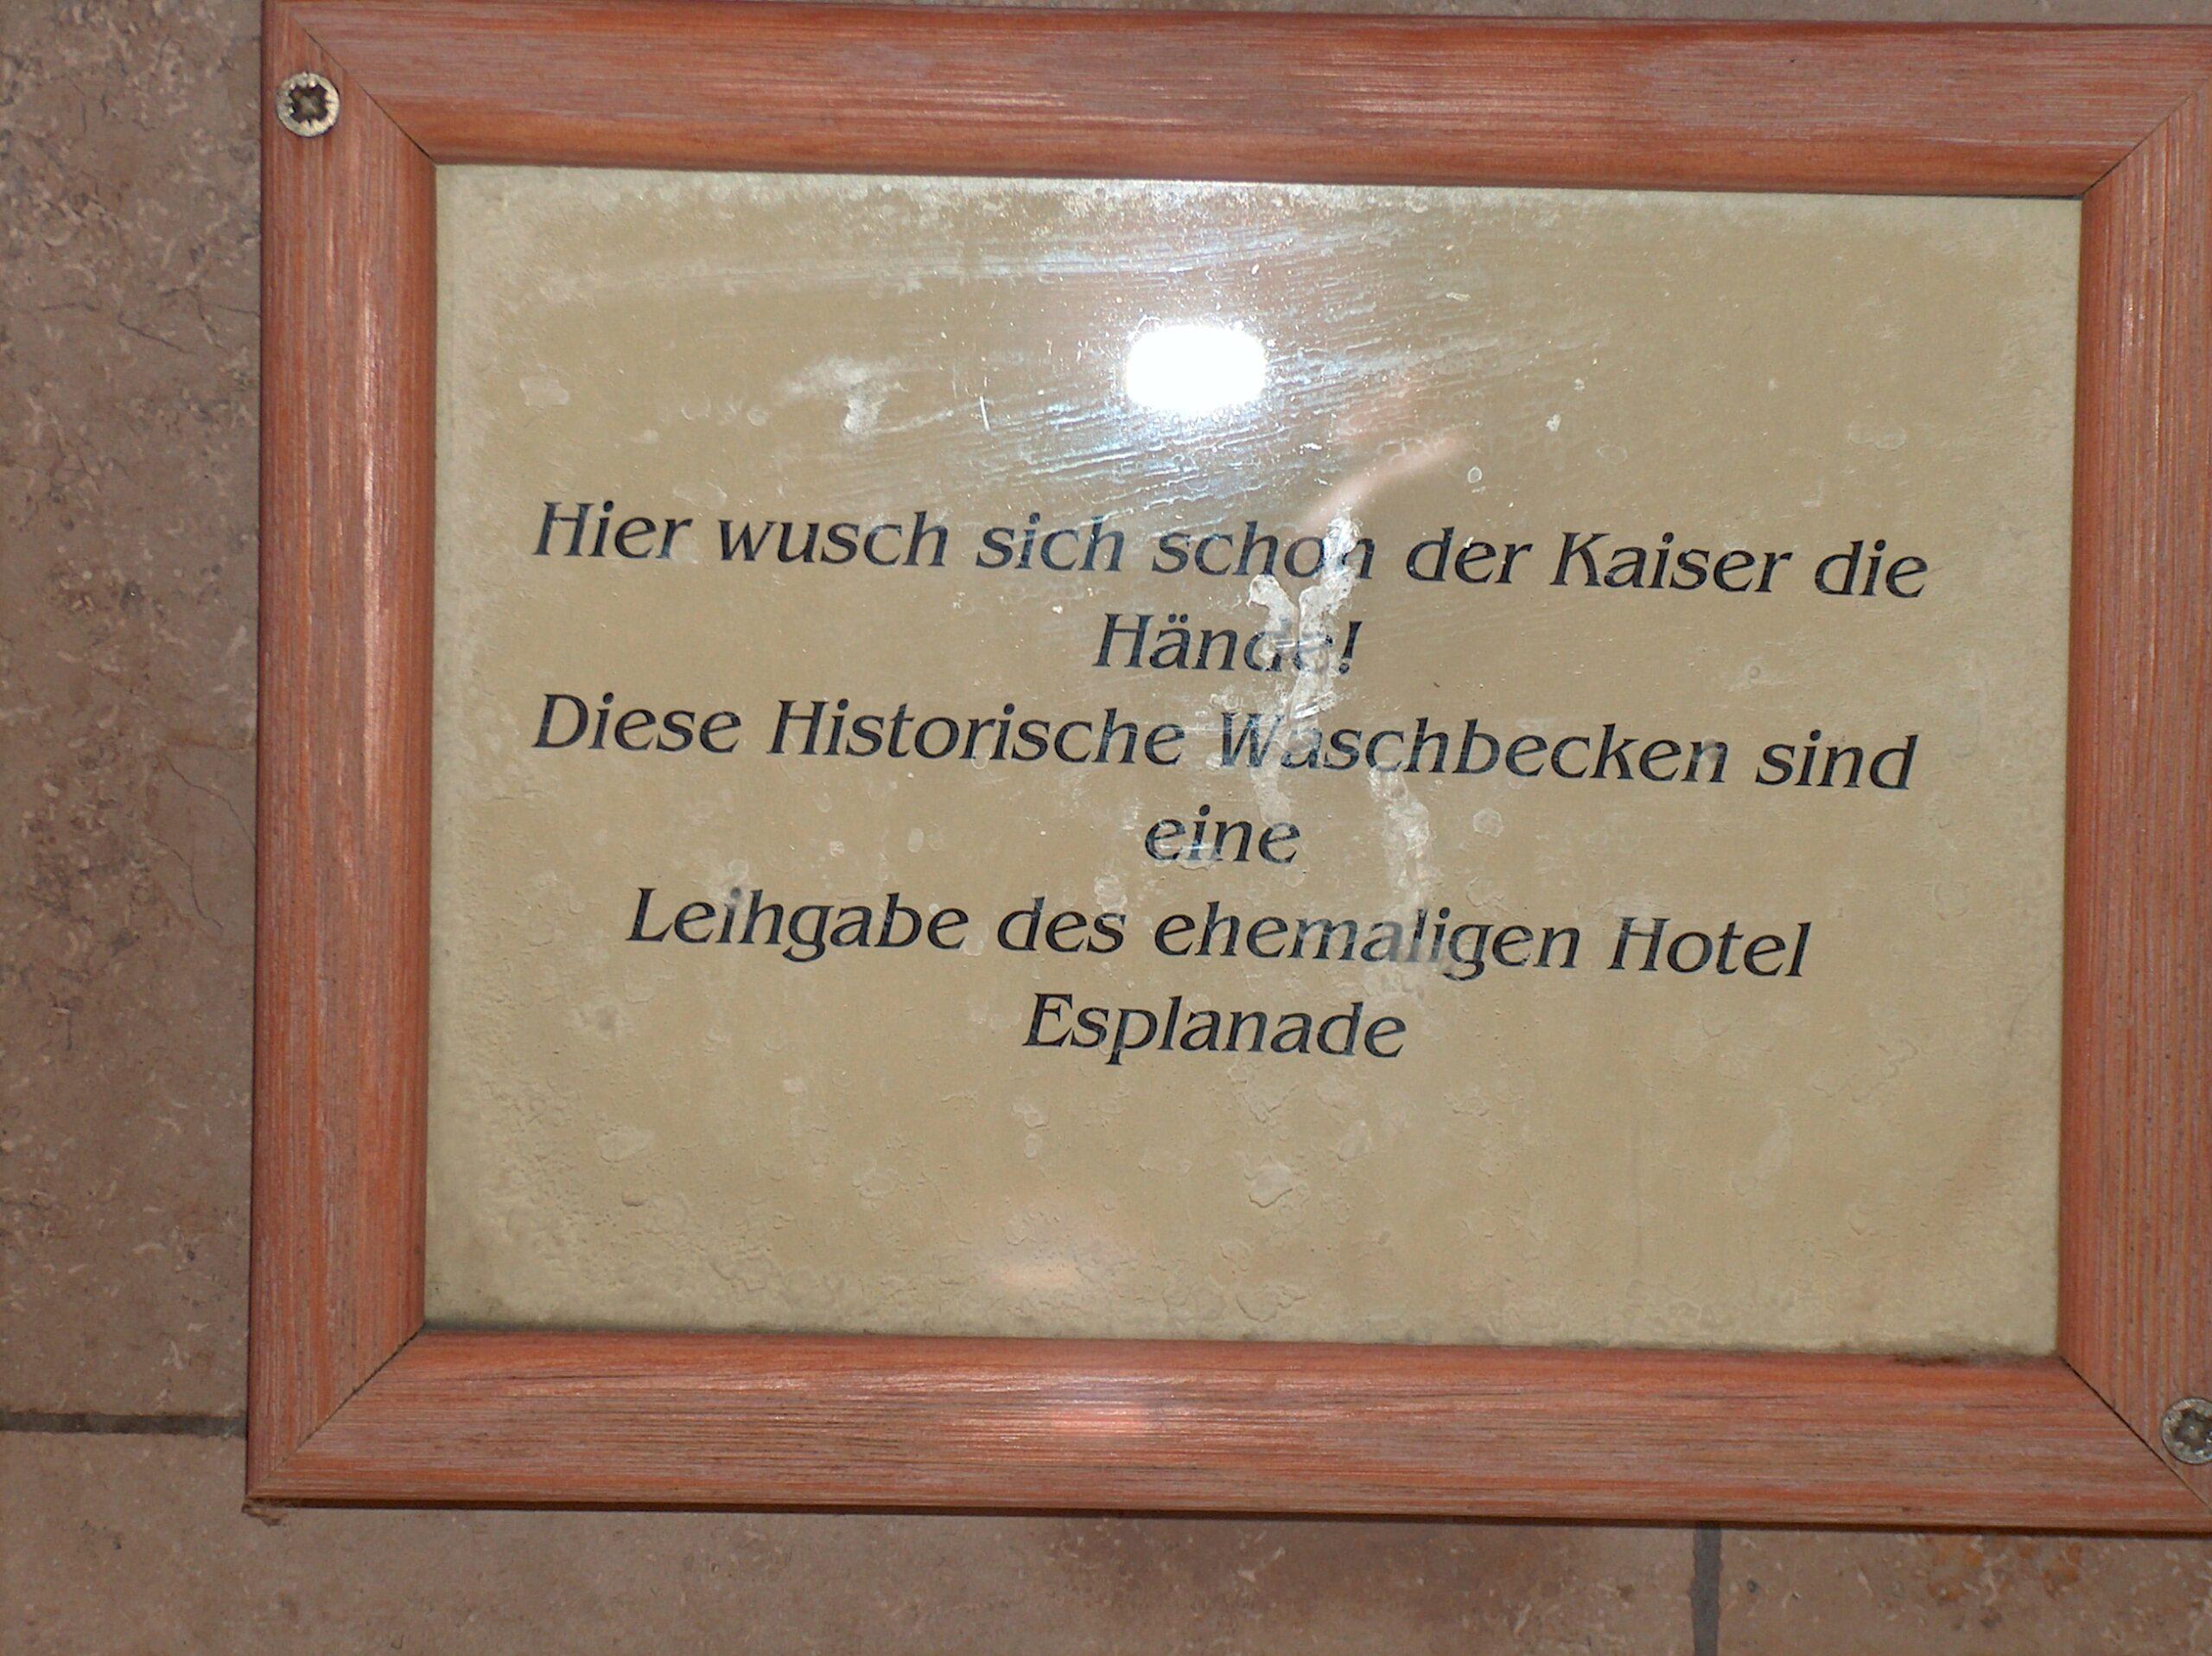 Hier wusch sich schon der Kaiser die
Hände!
Diese Historische Waschbecken sind
eine
Leihgabe des ehemaligen Hotel
Esplanade